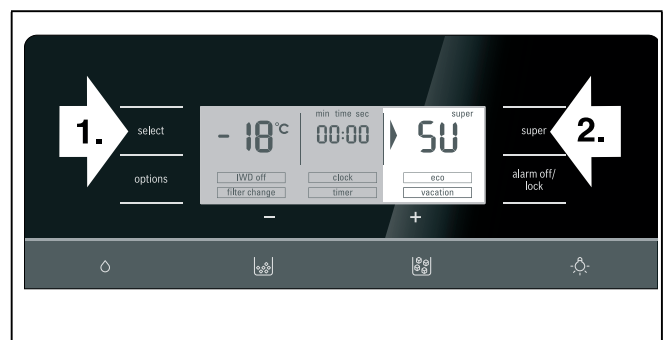 1.
select
options
- 18 °C
min time sec
00:00
super
SU
IWD off
filter change
clock
timer
eco
vacation
super
2.
alarm off/
lock
−
+